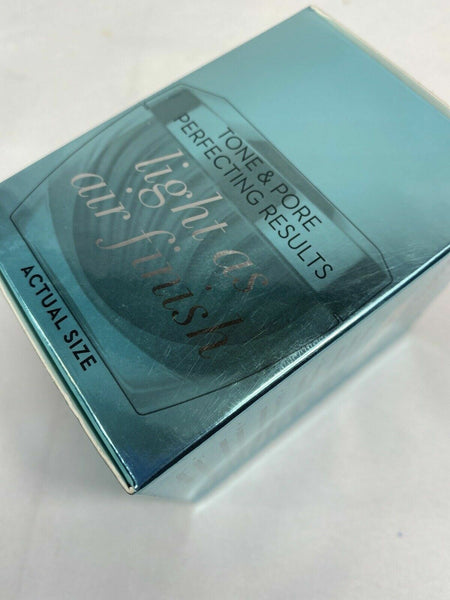 TONE & PORE
PERFECTING RESULTS
light as
air finish
ACTUAL SIZE